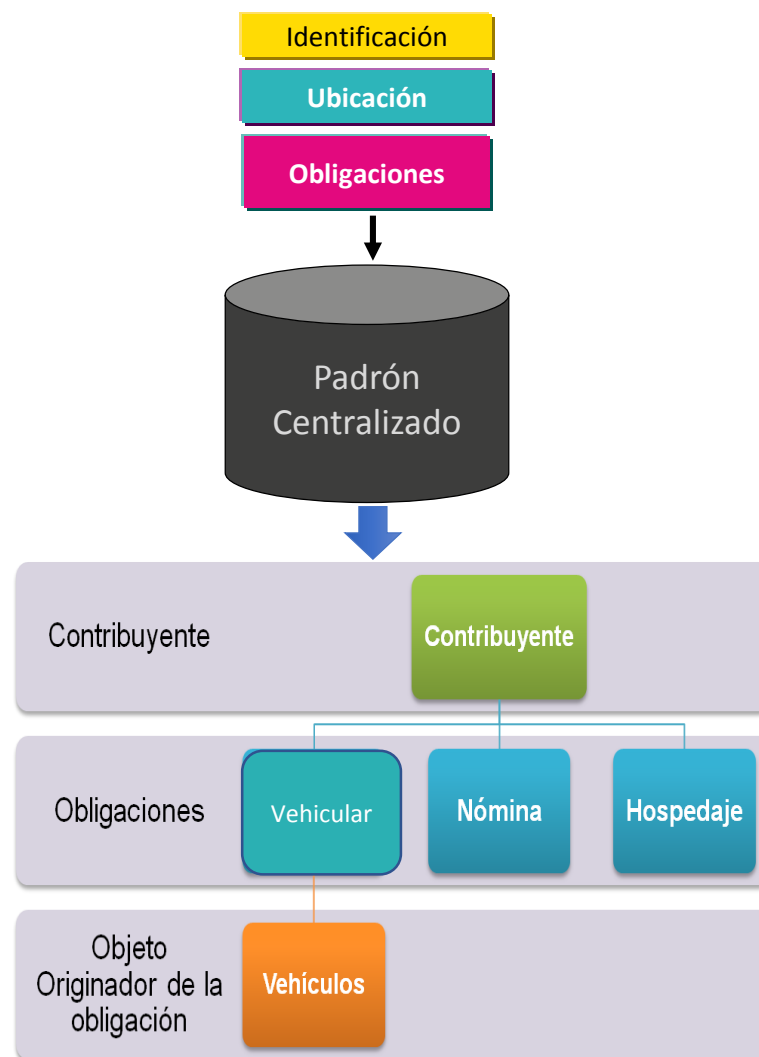 Identificación
Ubicación
Obligaciones
Padrón
Centralizado
Contribuyente
Contribuyente
Obligaciones
Vehicular
Nómina
Hospedaje
Objeto
Originador de la
obligación
Vehículos